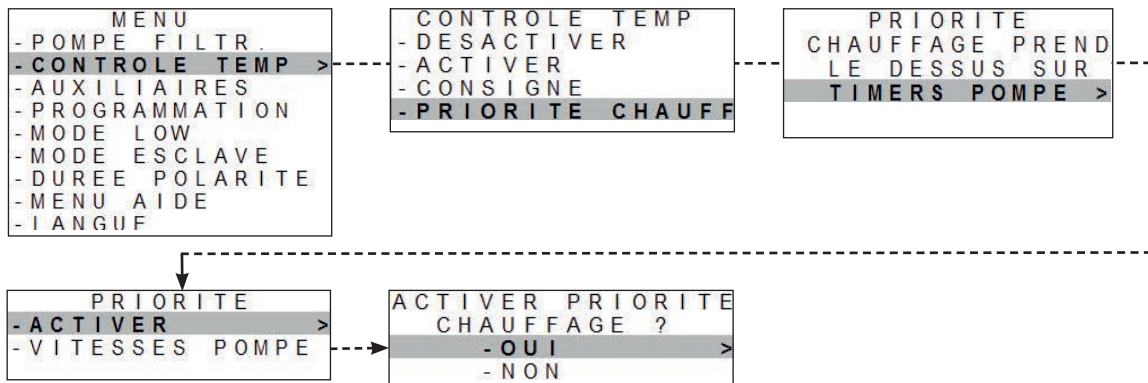 MENU
-POMPE FILTR.
-CONTROLE TEMP >
-AUXILIAIRES
-PROGRAMMATION
-MODE LOW
-MODE ESCLAVE
-DUREE POLARITE
-MENU AIDE
-LANGUE
CONTROLE TEMP
-DESACTIVER
-ACTIVER
-CONSIGNE
-PRIORITE CHAUFF
PRIORITE
CHAUFFAGE PREND
LE DESSUS SUR
TIMERS POMPE >
PRIORITE
-ACTIVER >
-VITESSES POMPE
ACTIVER PRIORITE
CHAUFFAGE ?
-OUI >
-NON